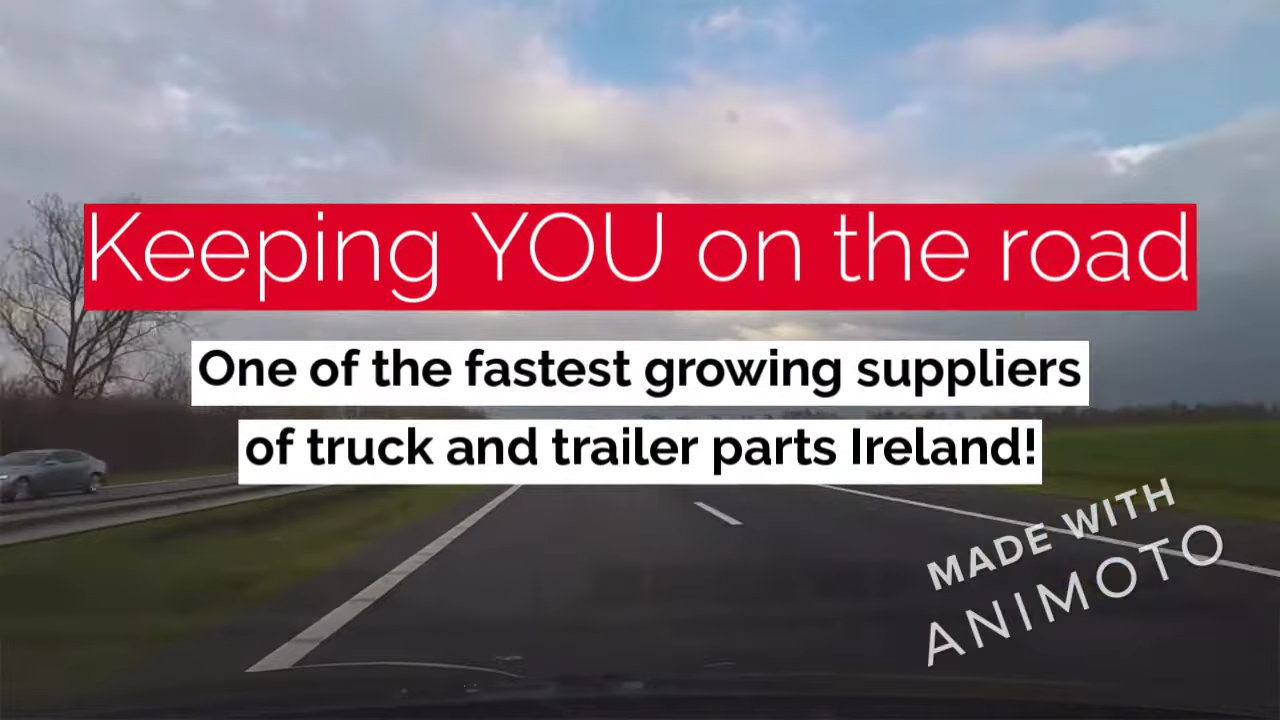 Keeping YOU on the road
One of the fastest growing suppliers
of truck and trailer parts Ireland!
MADE WITH
ANIMOTO